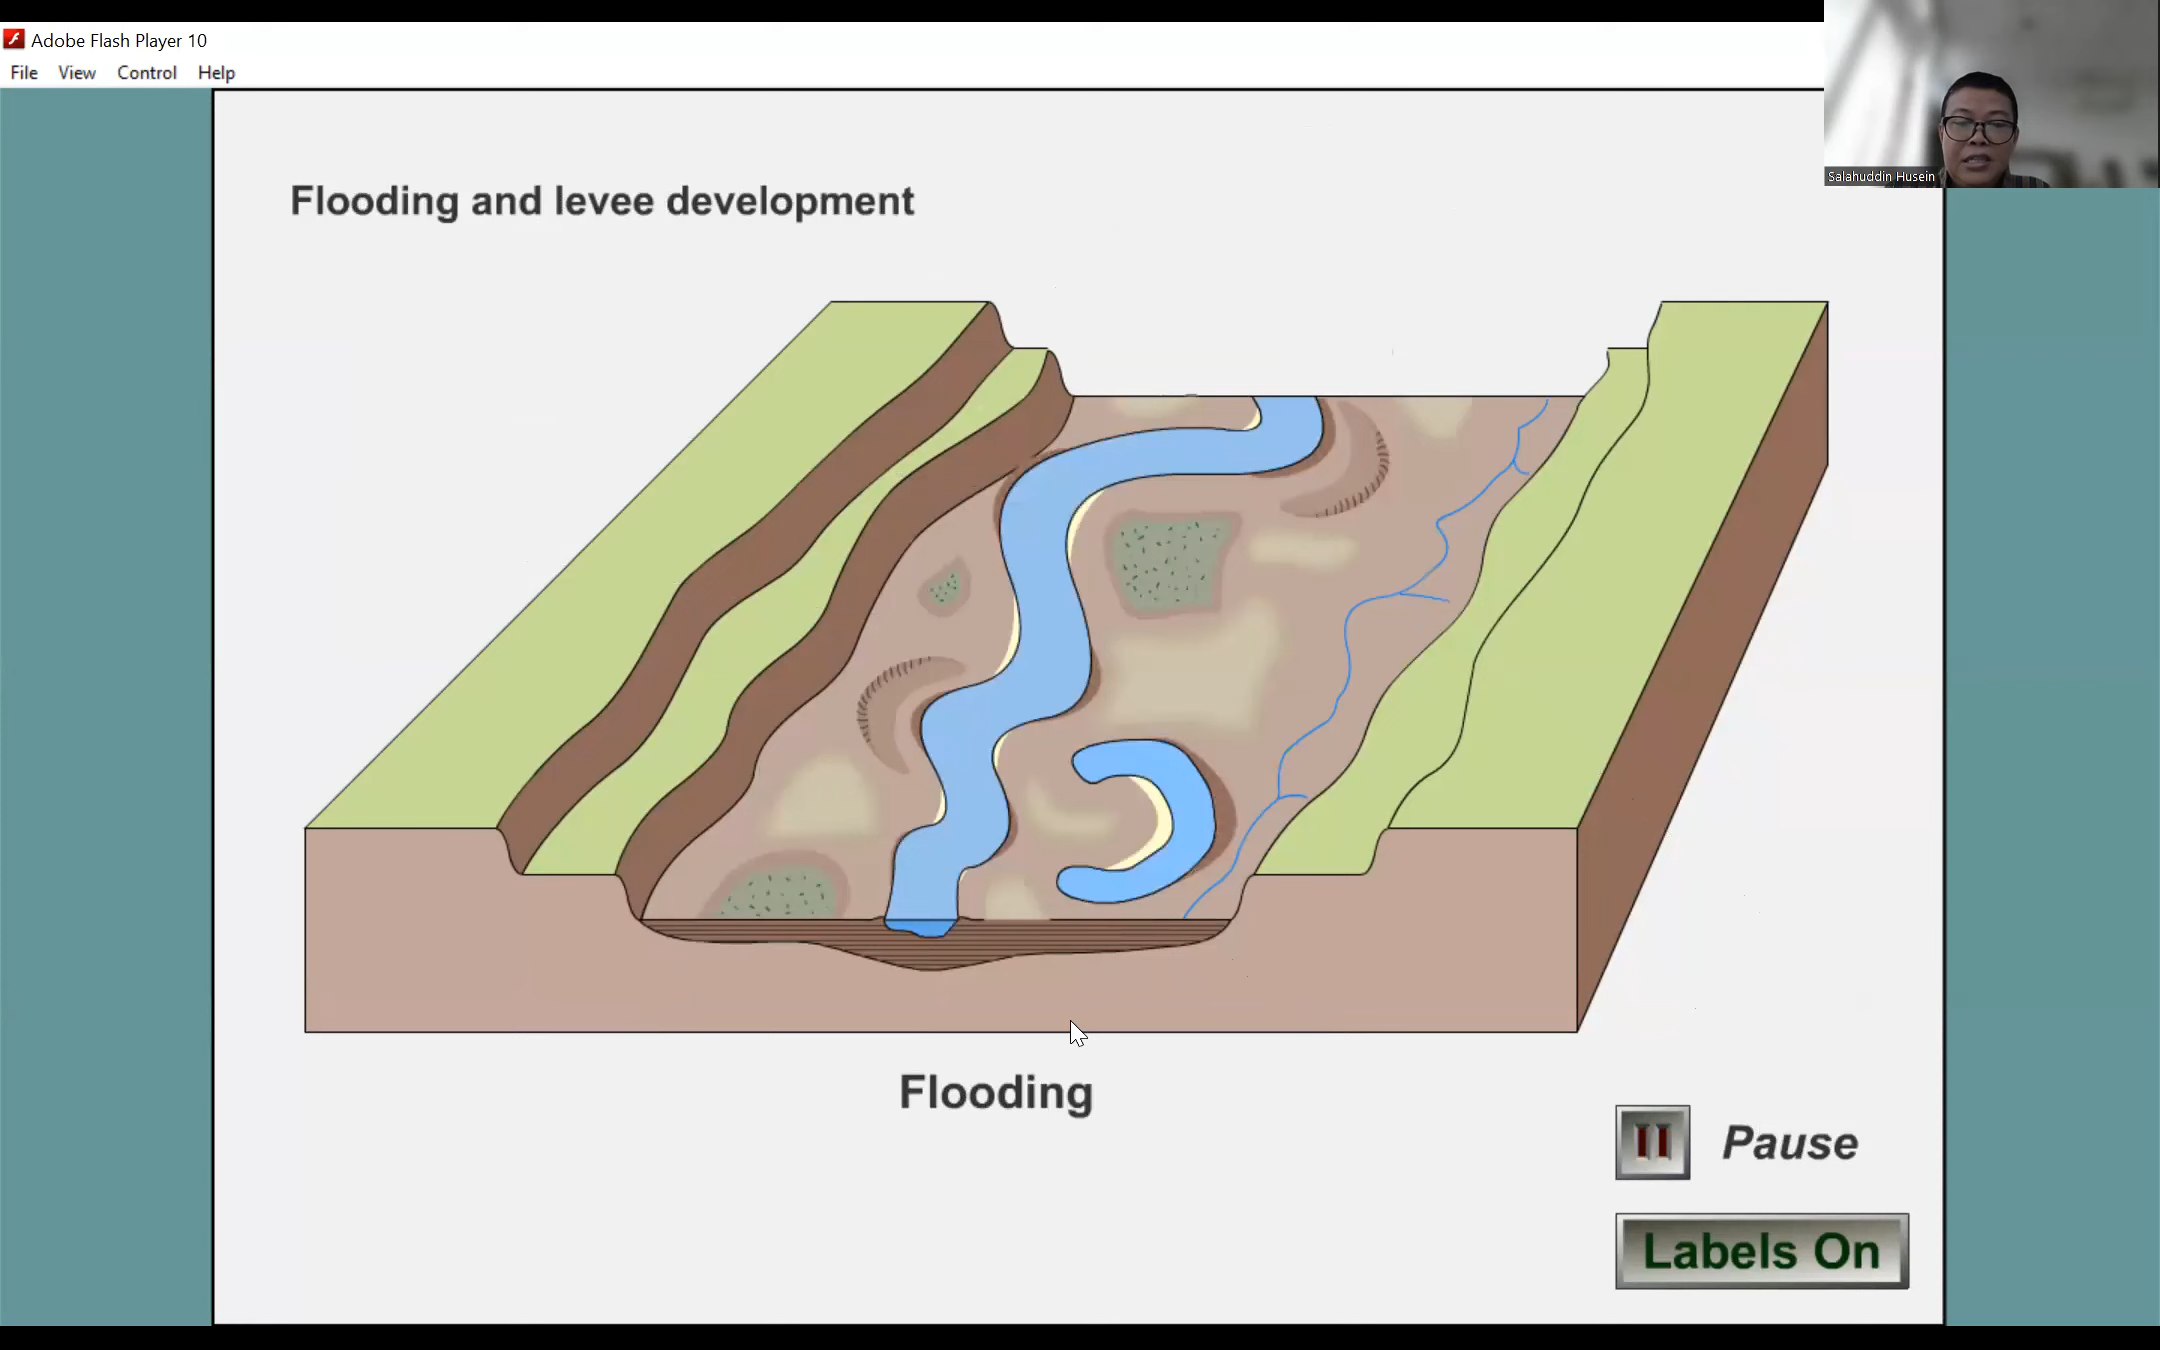 Adobe Flash Player 10
File View Control Help
Salahuddin Husein
Flooding and levee development
Flooding
Pause
Labels On